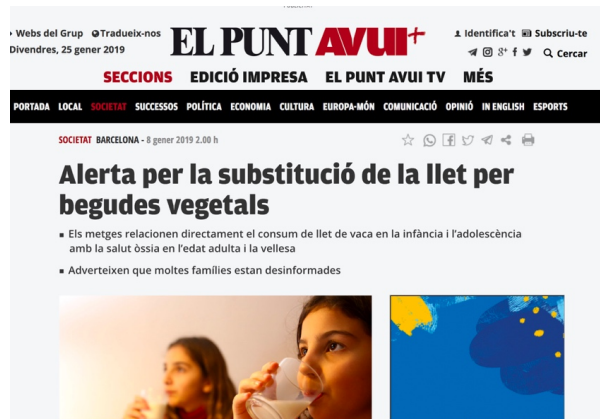 Webs del Grup Tradueix-nos
Divendres, 25 gener 2019
EL PUNT AVUI+
Identifica't Subscriu-te
Cercar
SECCIONS EDICIÓ IMPRESA EL PUNT AVUI TV MÉS
PORTADA LOCAL SOCIETAT SUCCESSOS POLÍTICA ECONOMIA CULTURA EUROPA-MÓN COMUNICACIÓ OPINIÓ IN ENGLISH ESPORTS
SOCIETAT BARCELONA - 8 gener 2019 2.00 h
Alerta per la substitució de la llet per
begudes vegetals
Els metges relacionen directament el consum de llet de vaca en la infància i l'adolescència
amb la salut òssia en l'edat adulta i la vellesa
Adverteixen que moltes famílies estan desinformades